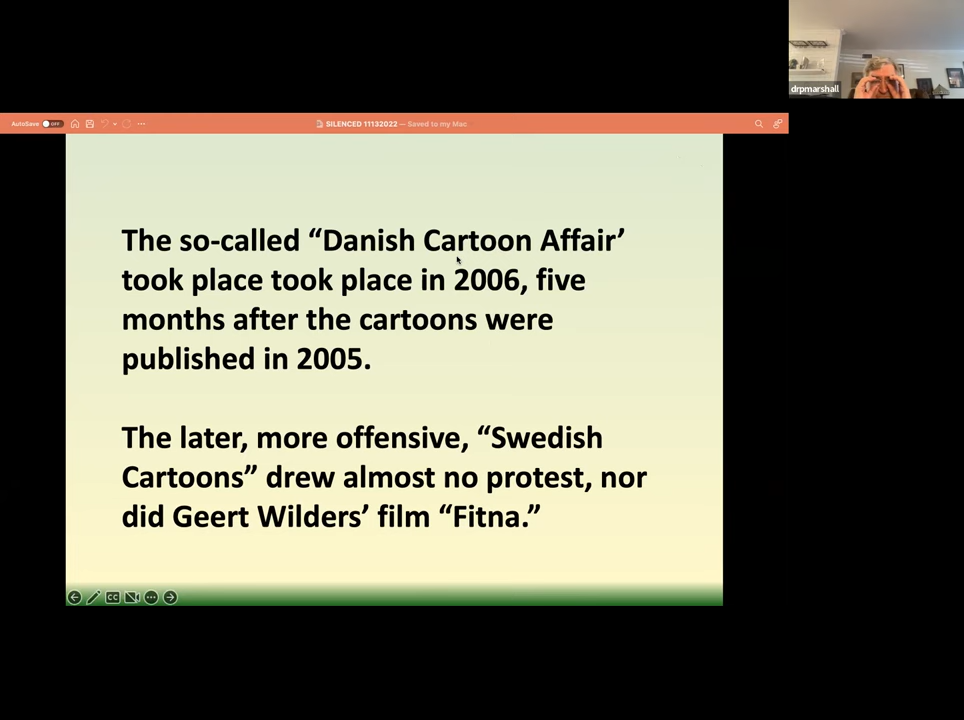 drpmarshall
AutoSave OFF
SILENCED 11132022 — Saved to my Mac
The so-called “Danish Cartoon Affair’
took place took place in 2006, five
months after the cartoons were
published in 2005.
The later, more offensive, “Swedish
Cartoons” drew almost no protest, nor
did Geert Wilders’ film “Fitna.”
CC